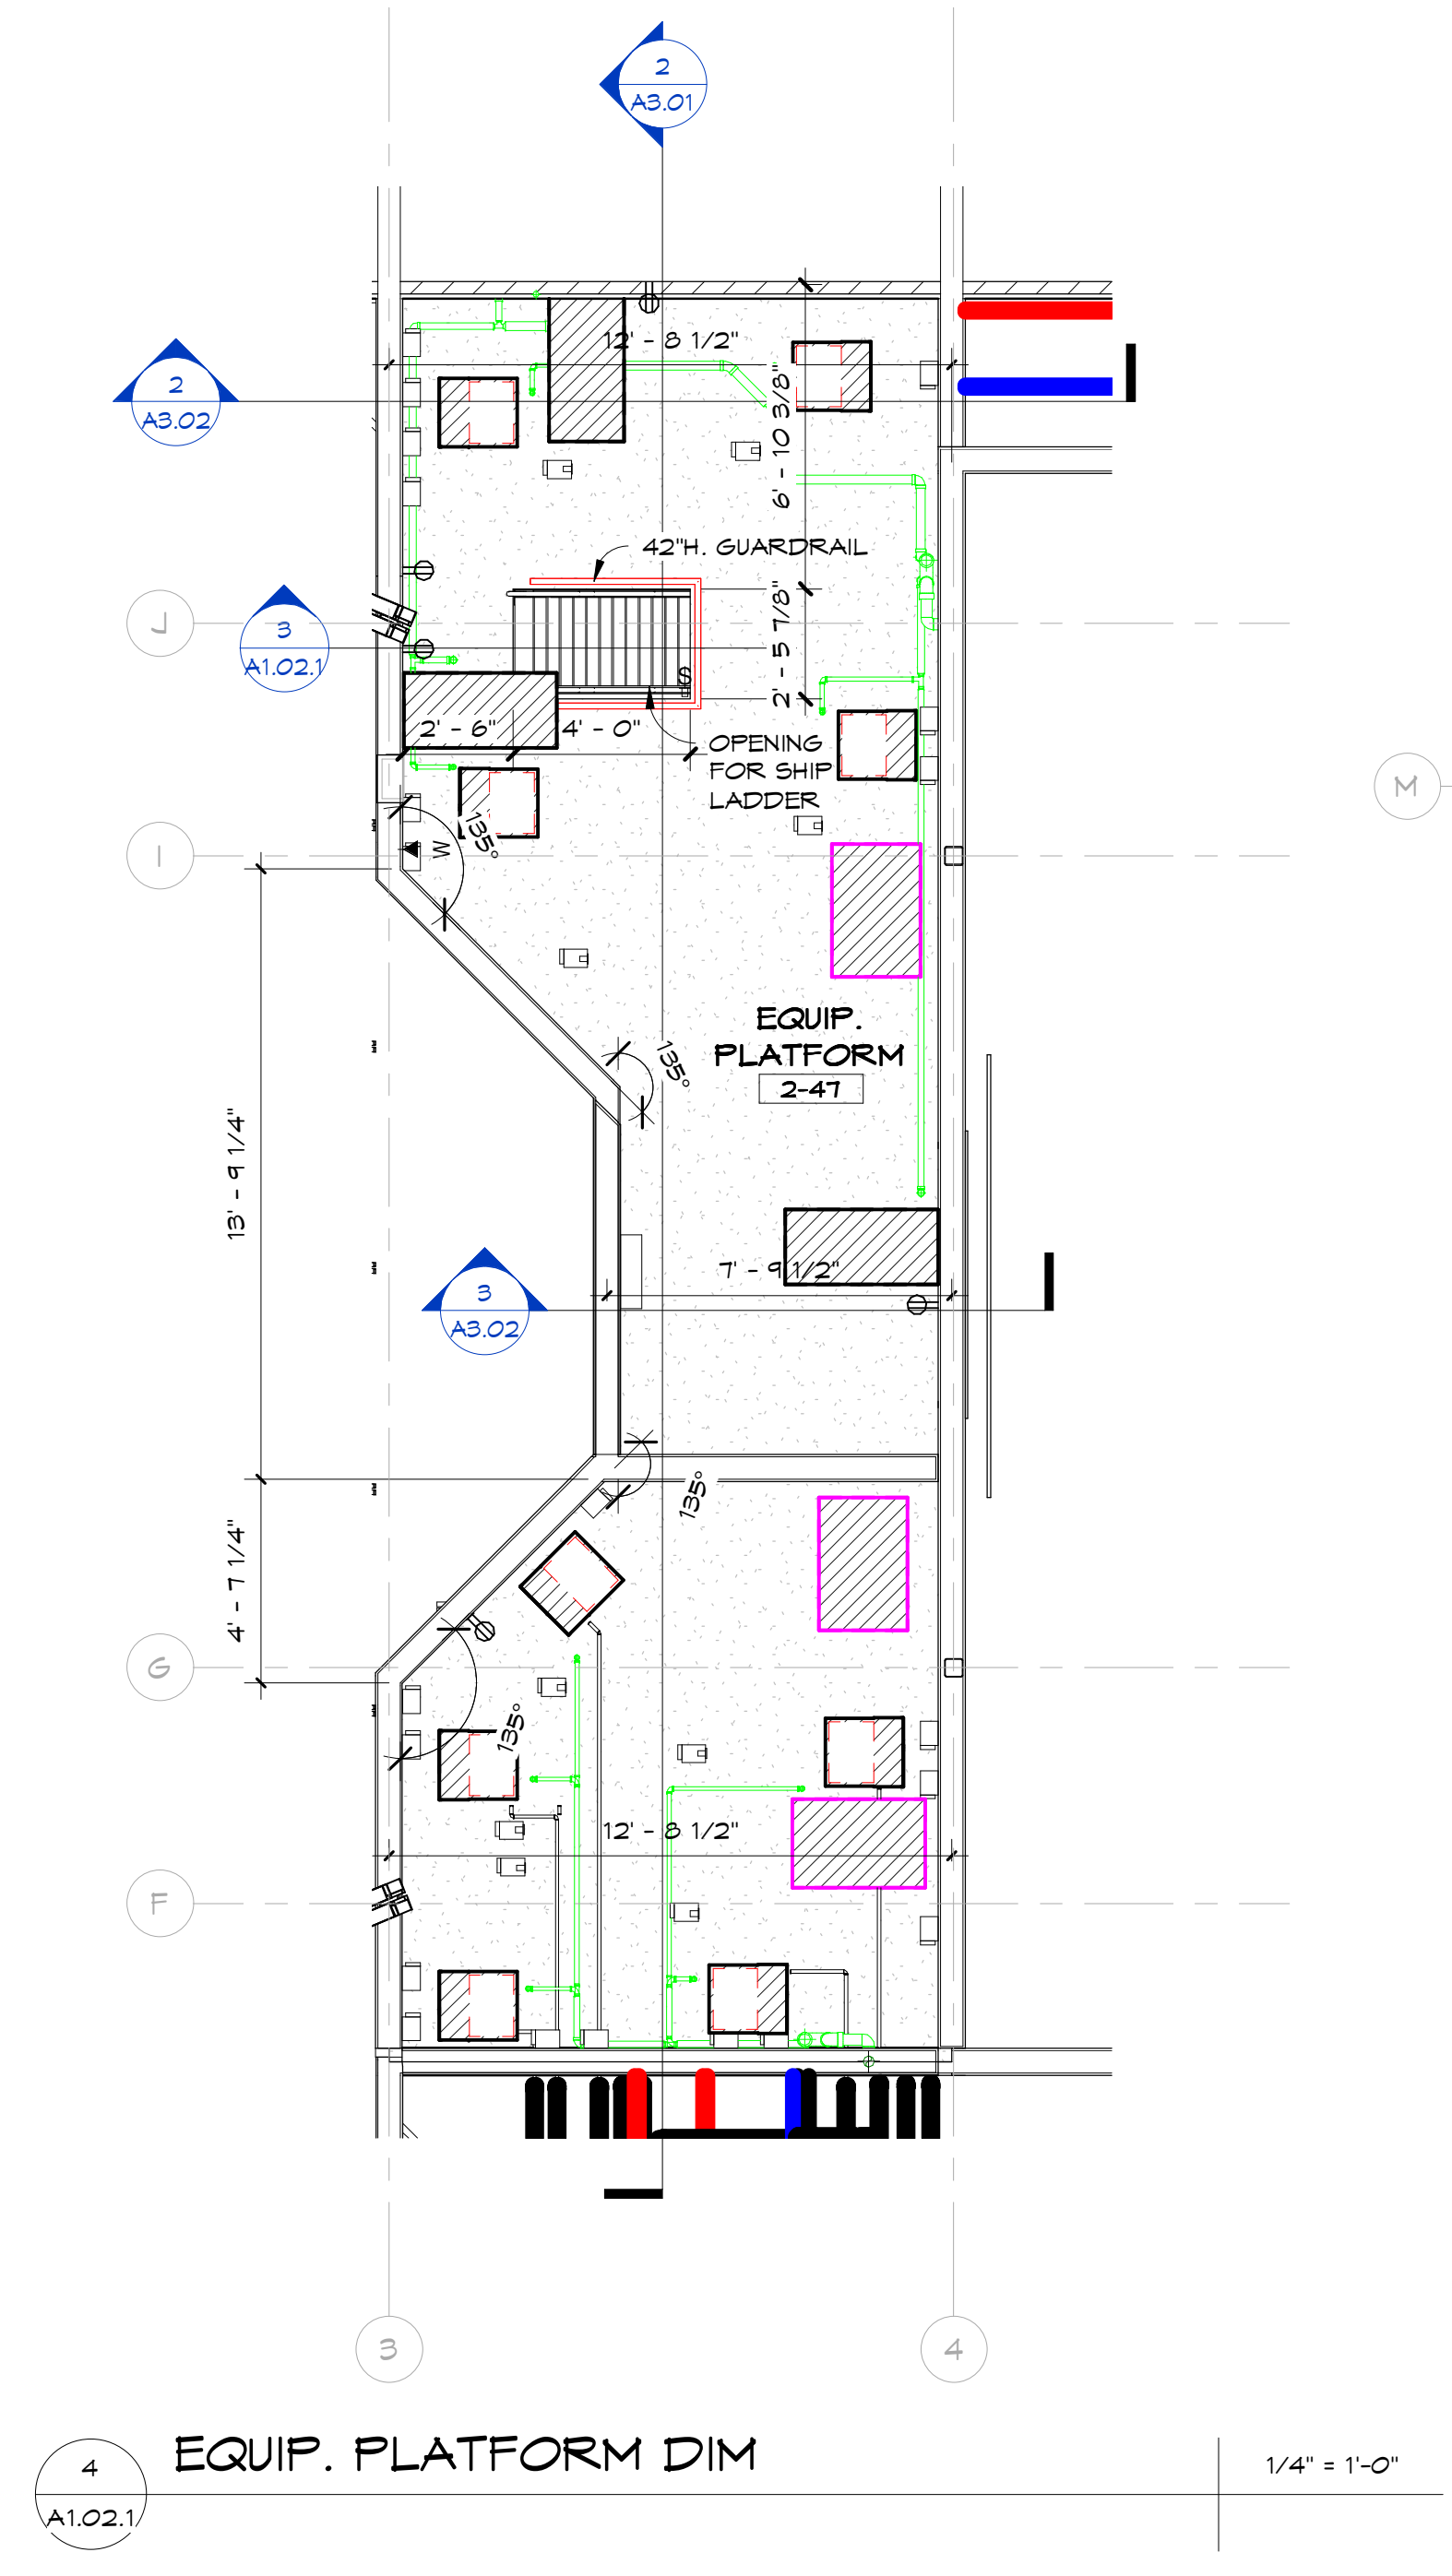 2
A3.01
12' - 8 1/2"
6' - 10 3/8"
2
A3.02
42"H. GUARDRAIL
J
3
A1.02.1
2' - 5 7/8"
S
2' - 6"
4' - 0"
OPENING
FOR SHIP
LADDER
M
135°
W
I
EQUIP.
PLATFORM
2-47
135°
13' - 9 1/4"
7' - 9 1/2"
3
A3.02
135°
4' - 7 1/4"
G
135°
12' - 8 1/2"
F
3
4
4
A1.02.1
EQUIP. PLATFORM DIM
1/4" = 1'-0"